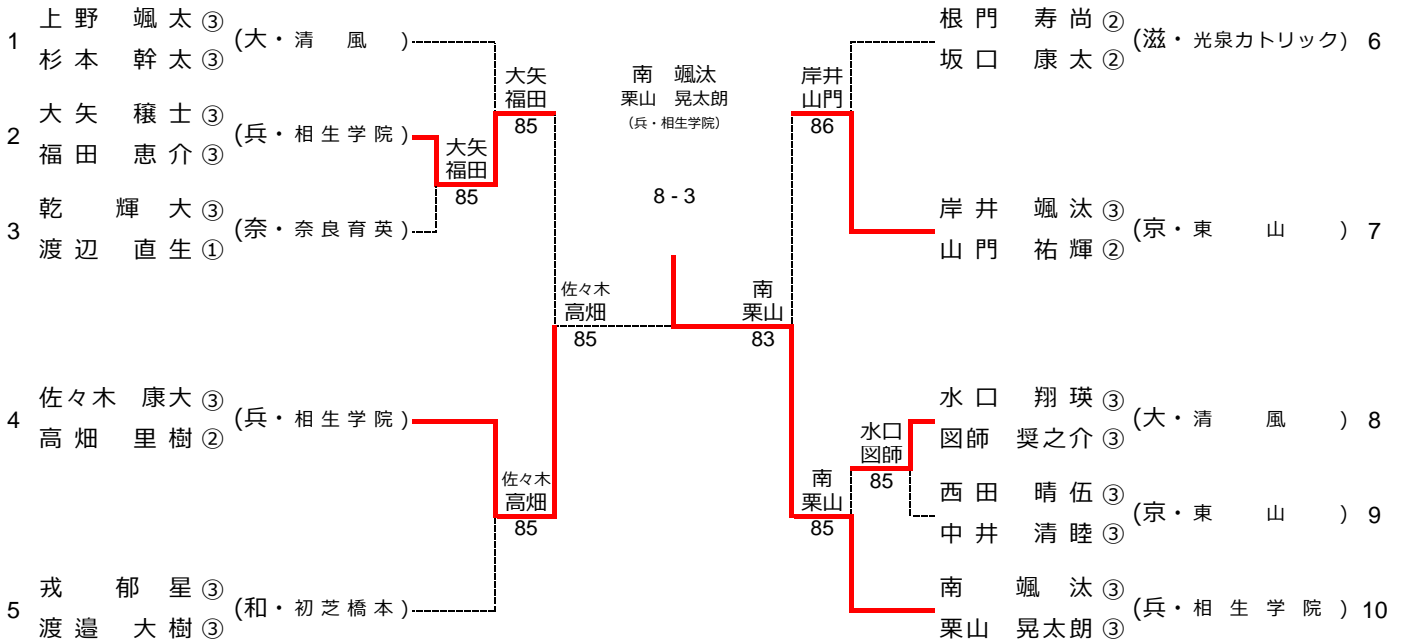 1 上野 颯太 ③ (大・清風)
杉本 幹太 ③
2 大矢 穣士 ③ (兵・相生学院)
福田 恵介 ③
3 乾 輝大 ③ (奈・奈良育英)
渡辺 直生 ①
4 佐々木 康大 ③ (兵・相生学院)
高畑 里樹 ②
5 戎 郁星 ③ (和・初芝橋本)
渡邉 大樹 ③
大矢
福田
85
大矢
福田
85
佐々木
高畑
85
佐々木
高畑
85
南 颯汰
栗山 晃太朗
(兵・相生学院)
8 - 3
岸井
山門
86
南
栗山
83
水口
図師
85
南
栗山
85
根門 寿尚 ② (滋・光泉カトリック) 6
坂口 康太 ②
岸井 颯汰 ③ (京・東山) 7
山門 祐輝 ②
水口 翔瑛 ③ (大・清風) 8
図師 奨之介 ③
西田 晴伍 ③ (京・東山) 9
中井 清睦 ③
南 颯汰 ③ (兵・相生学院) 10
栗山 晃太朗 ③